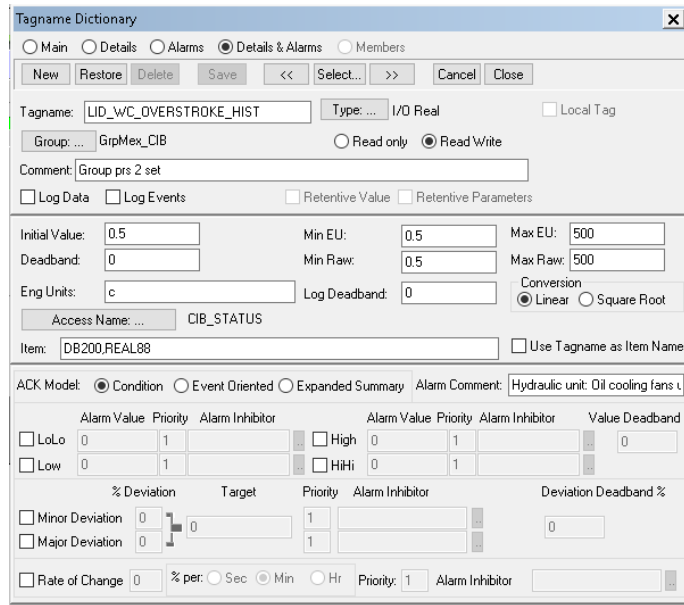 Tagname Dictionary
Main Details Alarms Details & Alarms Members
New Restore Delete Save << Select... >> Cancel Close
Tagname: LID_WC_OVERSTROKE_HIST Type: ... I/O Real Local Tag
Group: ... GrpMex_CIB Read only Read Write
Comment: Group prs 2 set
Log Data Log Events Retentive Value Retentive Parameters
Initial Value: 0.5 Min EU: 0.5 Max EU: 500
Deadband: 0 Min Raw: 0.5 Max Raw: 500
Eng Units: c Log Deadband: 0 Conversion
Linear Square Root
Access Name: ... CIB_STATUS
Item: DB200,REAL88 Use Tagname as Item Name
ACK Model: Condition Event Oriented Expanded Summary Alarm Comment: Hydraulic unit: Oil cooling fans u
Alarm Value Priority Alarm Inhibitor Alarm Value Priority Alarm Inhibitor Value Deadband
LoLo 0 1 .. High 0 1 .. 0
Low 0 1 .. HiHi 0 1 ..
% Deviation Target Priority Alarm Inhibitor Deviation Deadband %
Minor Deviation 0 0 1 .. 0
Major Deviation 0 1 ..
Rate of Change 0 % per: Sec Min Hr Priority: 1 Alarm Inhibitor ..